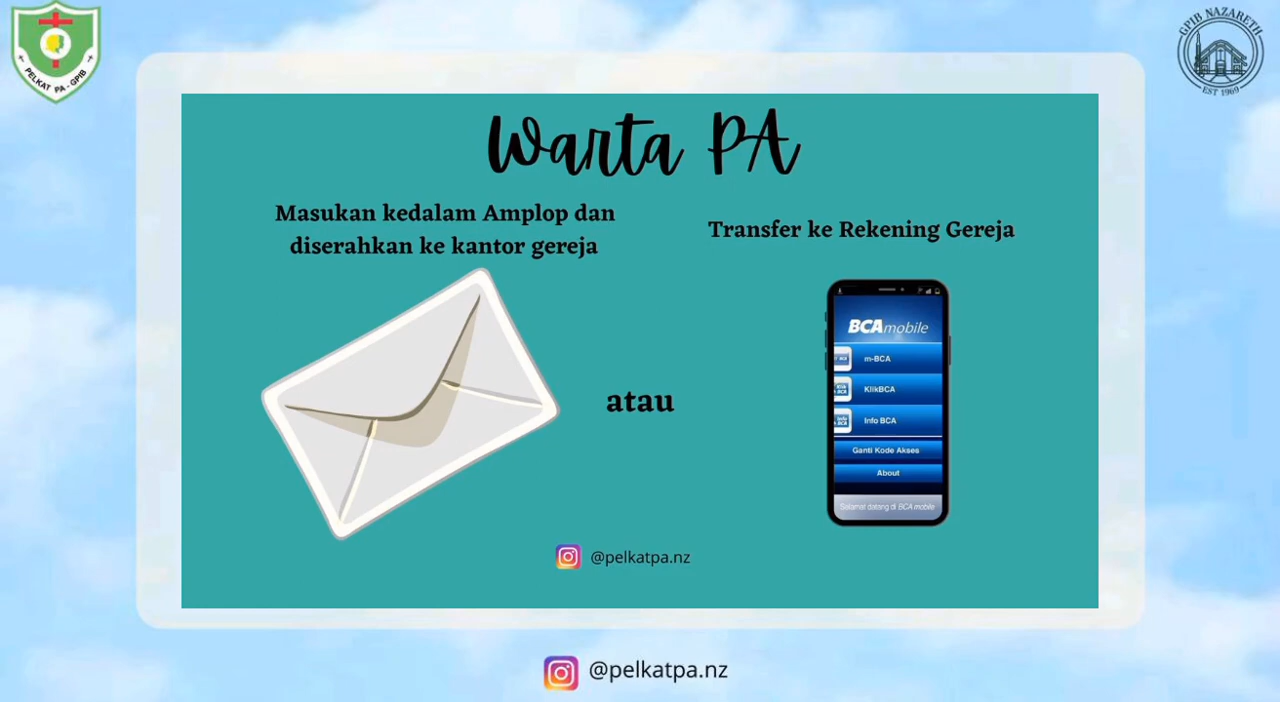 PELKAT PA - GPIB
GPIB NAZARETH
EST 1969
Warta PA
Masukan kedalam Amplop dan
diserahkan ke kantor gereja
Transfer ke Rekening Gereja
atau
BCA mobile
m-BCA
KlikBCA
Info BCA
Ganti Kode Akses
About
Selamat datang di BCA mobile
@pelkatpa.nz
@pelkatpa.nz